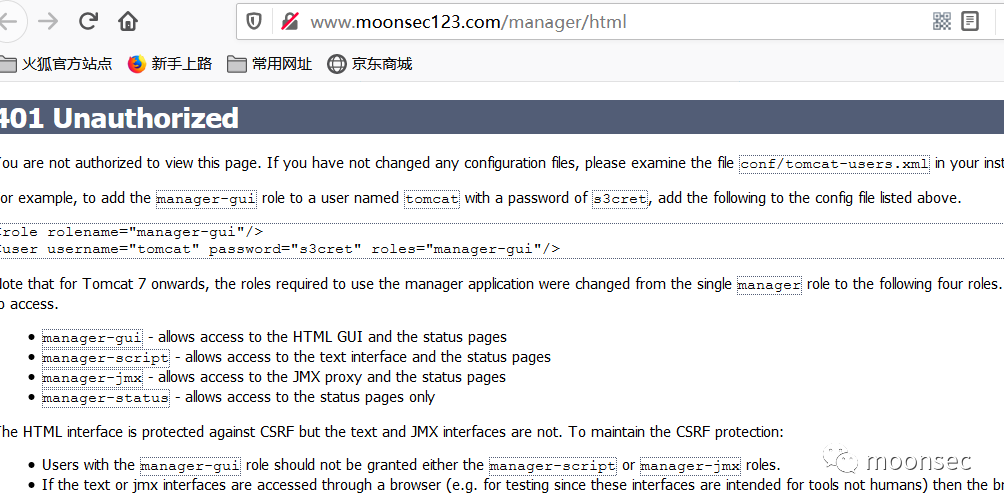 www.moonsec123.com/manager/html
火狐官方站点 新手上路 常用网址 京东商城
401 Unauthorized
You are not authorized to view this page. If you have not changed any configuration files, please examine the file conf/tomcat-users.xml in your
For example, to add the manager-gui role to a user named tomcat with a password of s3cret, add the following to the config file listed above.
<role rolename="manager-gui"/>
<user username="tomcat" password="s3cret" roles="manager-gui"/>
Note that for Tomcat 7 onwards, the roles required to use the manager application were changed from the single manager role to the following four roles.
to access.
• manager-gui - allows access to the HTML GUI and the status pages
• manager-script - allows access to the text interface and the status pages
• manager-jmx - allows access to the JMX proxy and the status pages
• manager-status - allows access to the status pages only
The HTML interface is protected against CSRF but the text and JMX interfaces are not. To maintain the CSRF protection:
• Users with the manager-gui role should not be granted either the manager-script or manager-jmx roles.
• If the text or jmx interfaces are accessed through a browser (e.g. for testing since these interfaces are intended for tools not humans) then the
moonsec